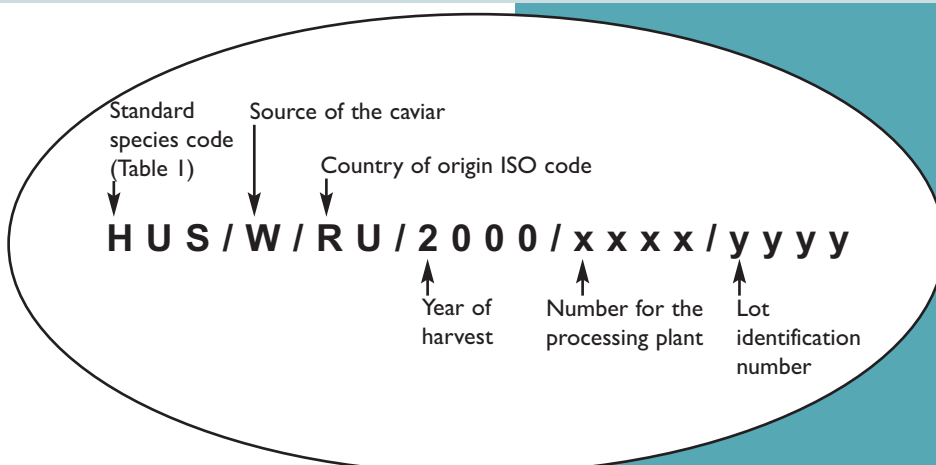 Standard
species code
(Table 1)
Source of the caviar
Country of origin ISO code
HUS/W/RU/2000/xxxx/yyyy
Year of
harvest
Number for the
processing plant
Lot
identification
number